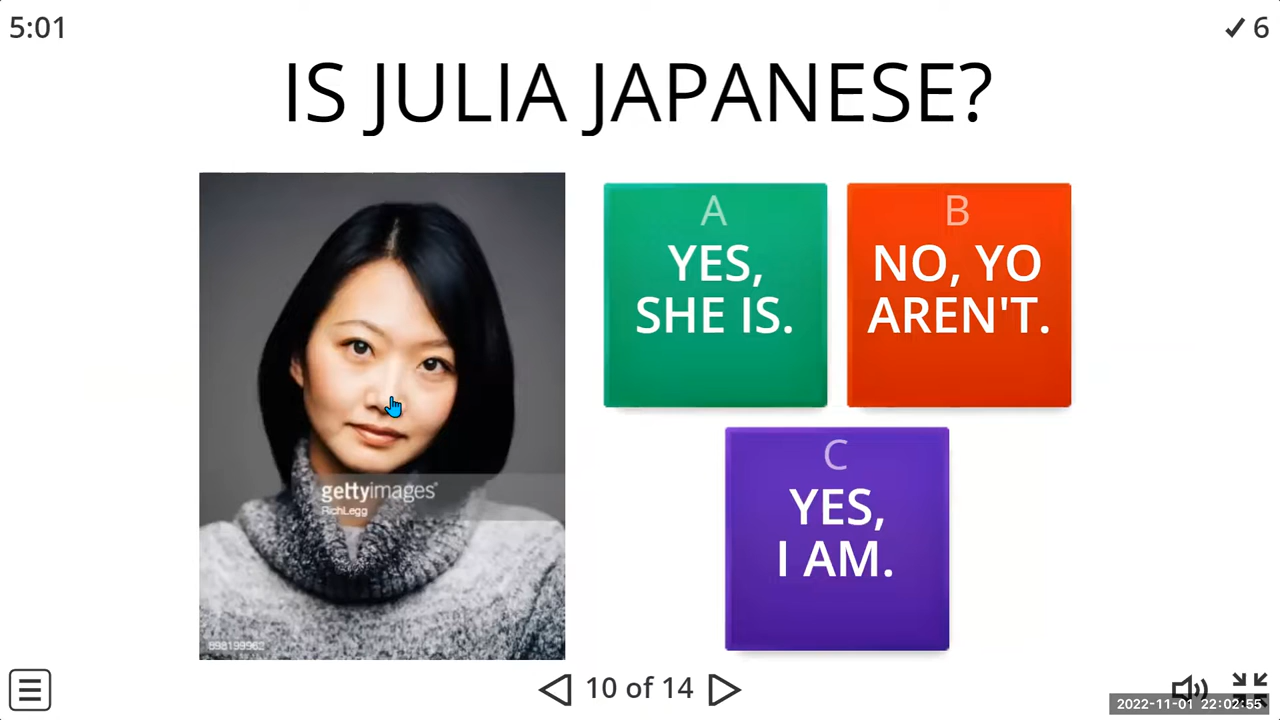 5:01
6
IS JULIA JAPANESE?
A
YES,
SHE IS.
B
NO, YO
AREN'T.
C
YES,
I AM.
gettyimages®
RichLegg
898199962
10 of 14
2022-11-01 22:02:55